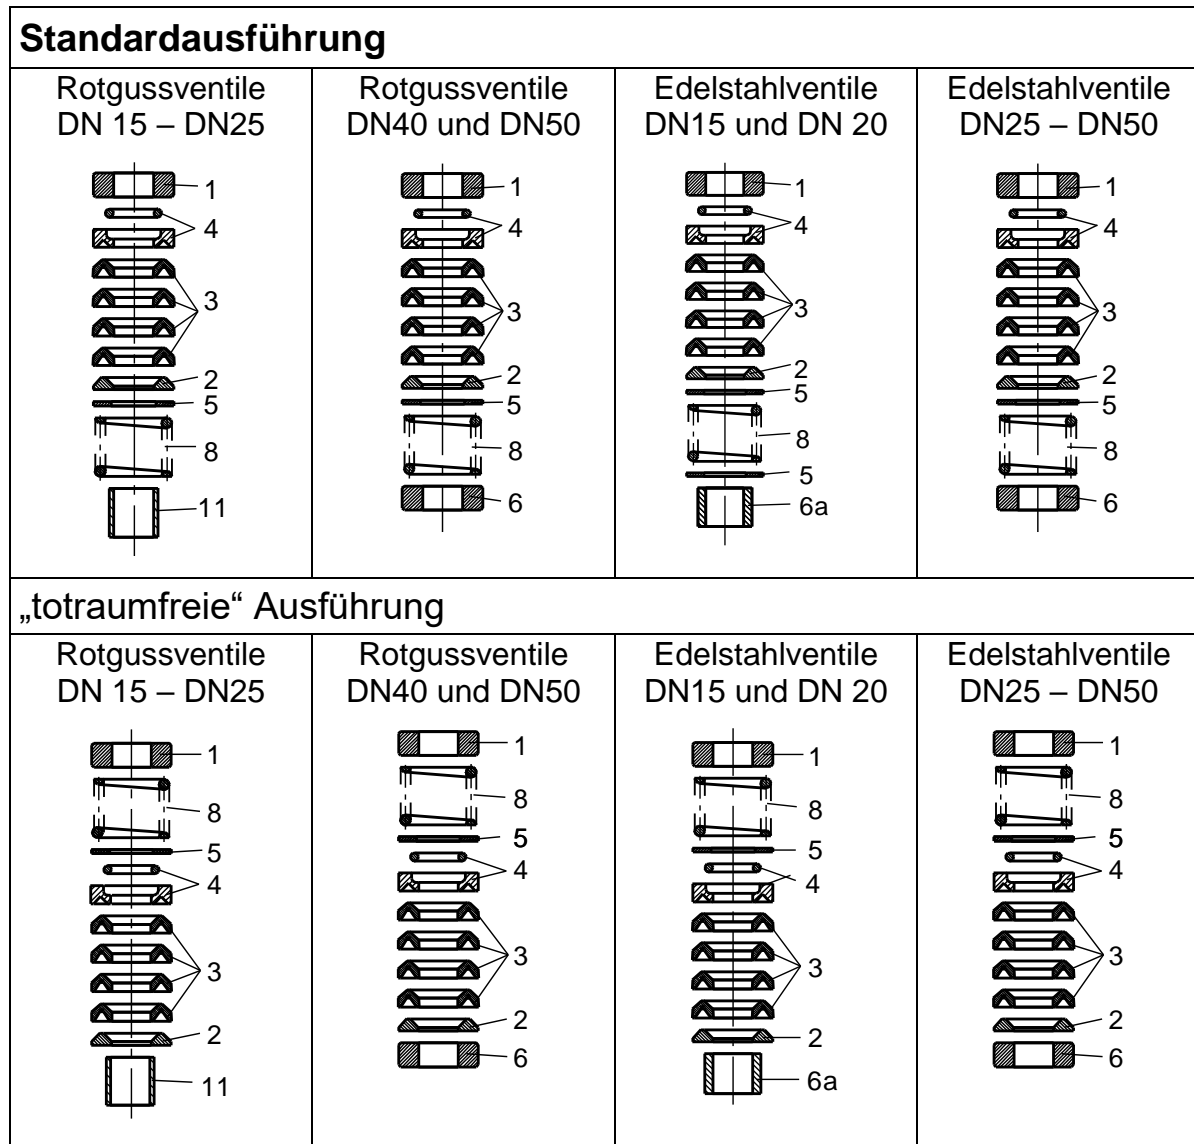 Standardausführung
Rotgussventile
DN 15 – DN25
1
4
3
2
5
8
11
Rotgussventile
DN40 und DN50
1
4
3
2
5
8
6
Edelstahlventile
DN15 und DN 20
1
4
3
2
5
8
5
6a
Edelstahlventile
DN25 – DN50
1
4
3
2
5
8
6
„totraumfreie“ Ausführung
Rotgussventile
DN 15 – DN25
1
8
5
4
3
2
11
Rotgussventile
DN40 und DN50
1
8
5
4
3
2
6
Edelstahlventile
DN15 und DN 20
1
8
5
4
3
2
6a
Edelstahlventile
DN25 – DN50
1
8
5
4
3
2
6